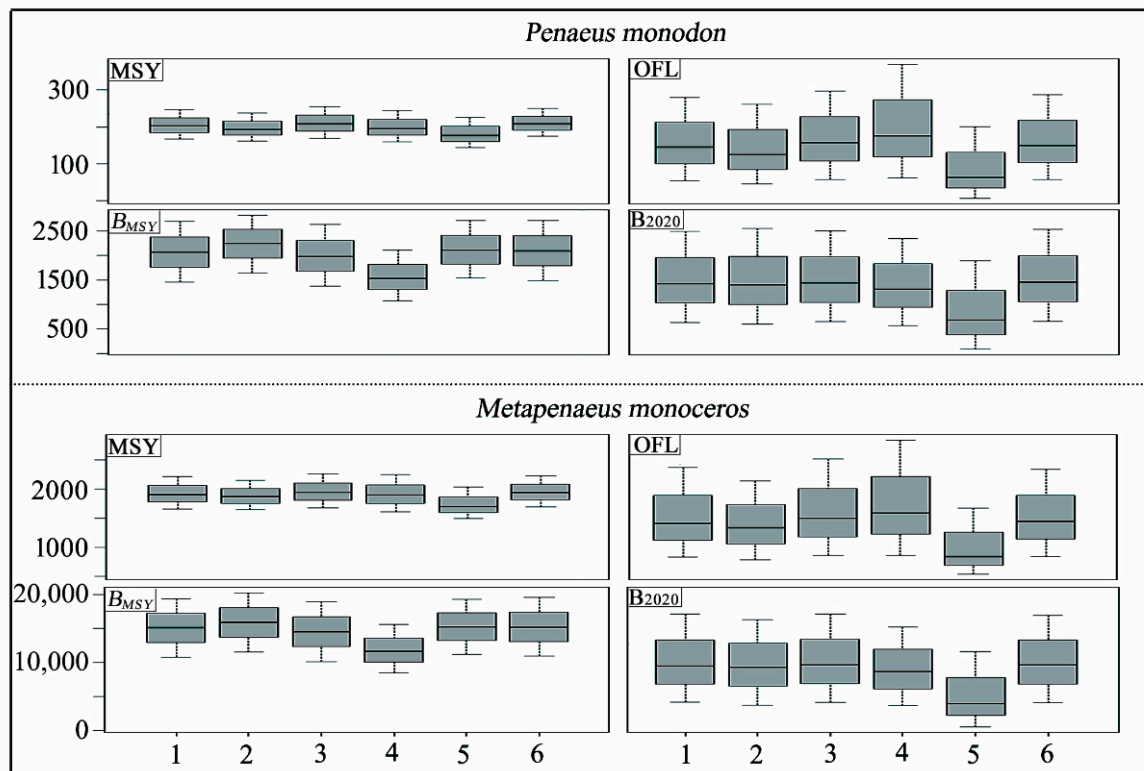 Penaeus monodon
MSY
OFL
300
100
BMSY
B2020
2500
1500
500
Metapenaeus monoceros
MSY
OFL
2000
1000
BMSY
B2020
20,000
10,000
0
1 2 3 4 5 6 1 2 3 4 5 6